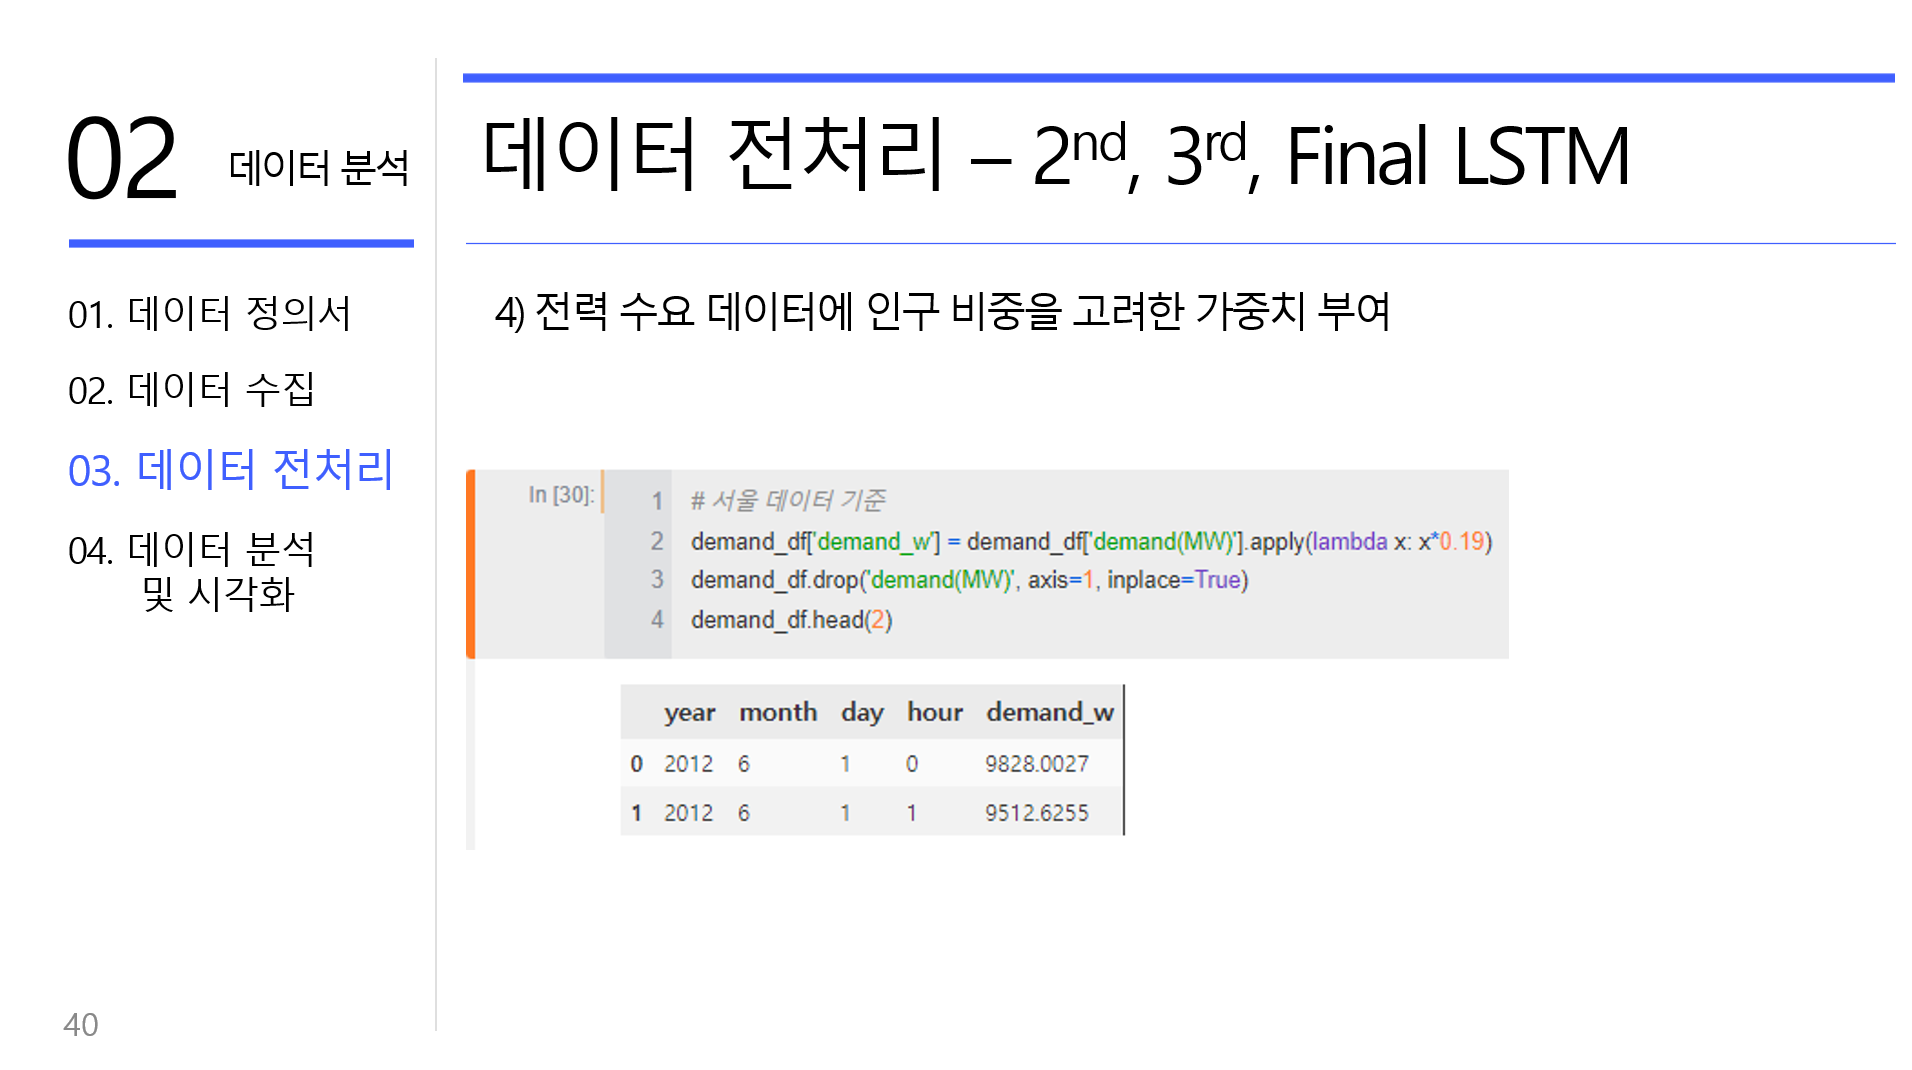 02 데이터 분석
01. 데이터 정의서
02. 데이터 수집
03. 데이터 전처리
04. 데이터 분석
및 시각화
40
데이터 전처리 – 2nd, 3rd, Final LSTM
4) 전력 수요 데이터에 인구 비중을 고려한 가중치 부여
In [30]:
1 # 서울 데이터 기준
2 demand_df['demand_w'] = demand_df['demand(MW)'].apply(lambda x: x*0.19)
3 demand_df.drop('demand(MW)', axis=1, inplace=True)
4 demand_df.head(2)
year month day hour demand_w
0 2012 6 1 0 9828.0027
1 2012 6 1 1 9512.6255